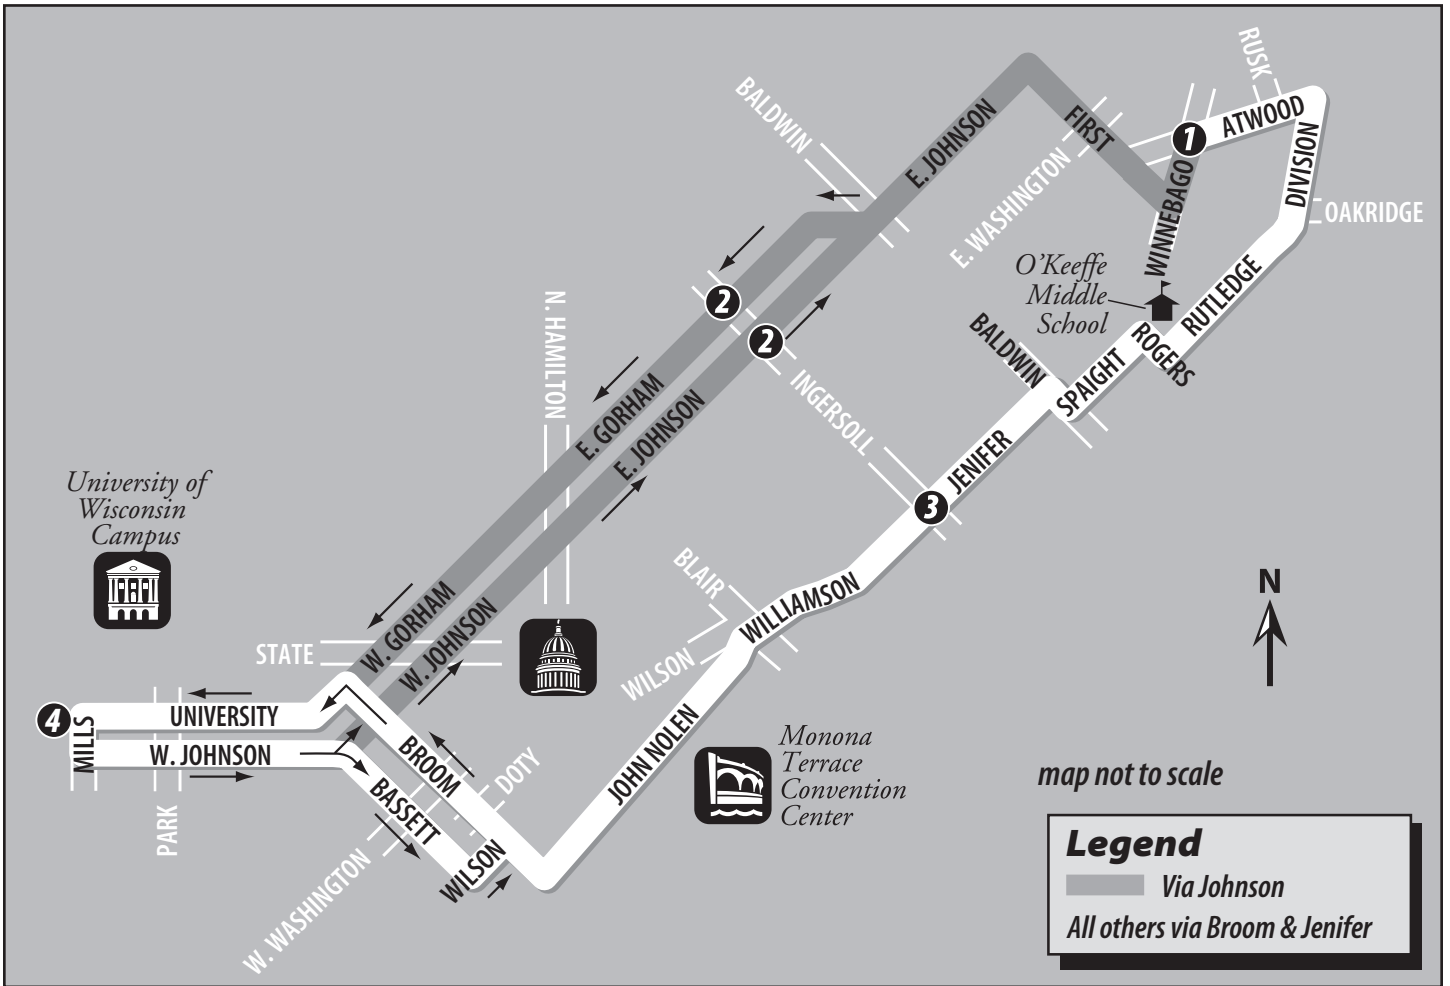 RUSK
ATWOOD
1
FIRST
E. JOHNSON
BALDWIN
DIVISION
E. WASHINGTON
WINNEBAGO
OAKRIDGE
O'Keeffe
Middle
School
RUTLEDGE
ROGERS
BALDWIN
SPAIGHT
2
2
N. HAMILTON
INGERSOLL
E. GORHAM
E. JOHNSON
JENIFER
3
University of
Wisconsin
Campus
BLAIR
WILLIAMSON
WILSON
N
W. GORHAM
W. JOHNSON
STATE
4
MILLS
UNIVERSITY
W. JOHNSON
PARK
BROOM
BASSETT
DOTY
WILSON
W. WASHINGTON
JOHN NOLEN
Monona
Terrace
Convention
Center
map not to scale
Legend
Via Johnson
All others via Broom & Jenifer